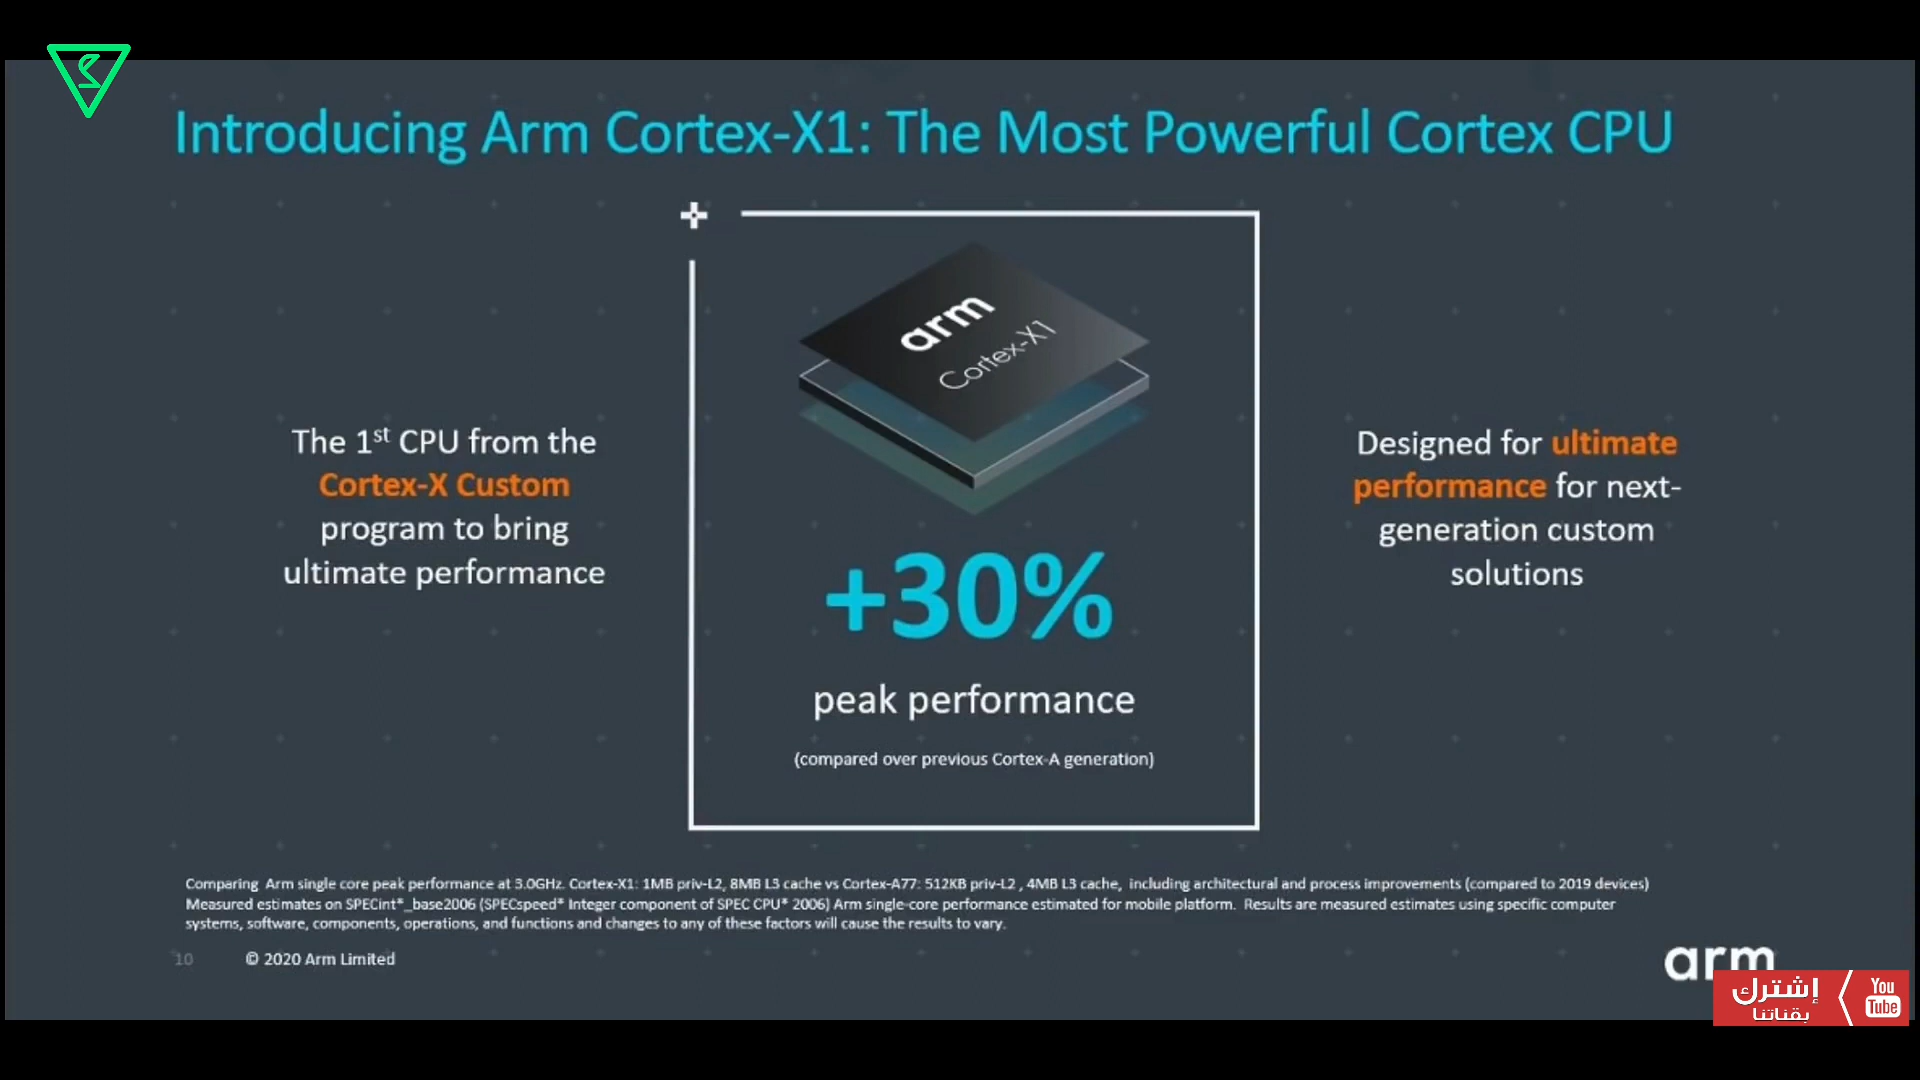 Introducing Arm Cortex-X1: The Most Powerful Cortex CPU
arm
Cortex-X1
The 1st CPU from the
Cortex-X Custom
program to bring
ultimate performance
+30%
peak performance
(compared over previous Cortex-A generation)
Designed for ultimate
performance for next-
generation custom
solutions
Comparing Arm single core peak performance at 3.0GHz. Cortex-X1: 1MB priv-L2, 8MB L3 cache vs Cortex-A77: 512KB priv-L2 , 4MB L3 cache, including architectural and process improvements (compared to 2019 devices)
Measured estimates on SPECint*_base2006 (SPECspeed* Integer component of SPEC CPU* 2006) Arm single-core performance estimated for mobile platform. Results are measured estimates using specific computer
systems, software, components, operations, and functions and changes to any of these factors will cause the results to vary.
10
© 2020 Arm Limited
arm
إشترك
بقناتنا
You
Tube